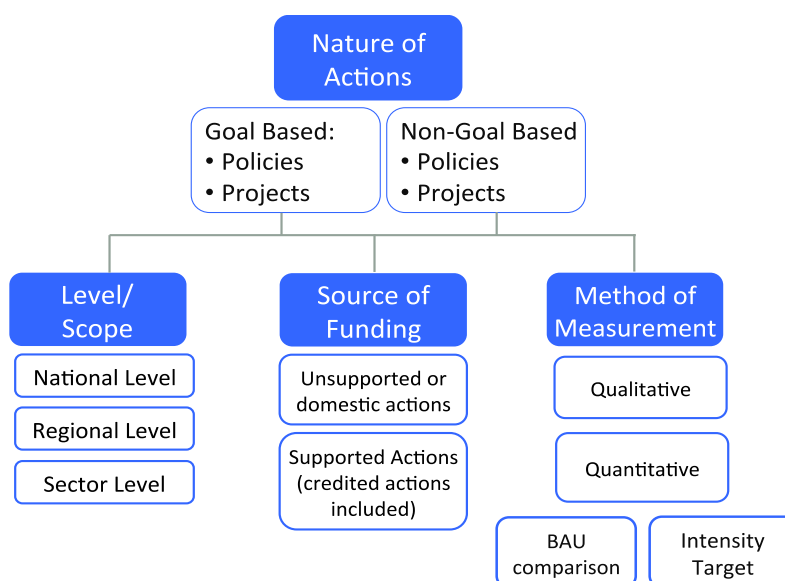 Nature of
Actions
Goal Based:
• Policies
• Projects
Non-Goal Based
• Policies
• Projects
Level/
Scope
National Level
Regional Level
Sector Level
Source of
Funding
Unsupported or
domestic actions
Supported Actions
(credited actions
included)
Method of
Measurement
Qualitative
Quantitative
BAU
comparison
Intensity
Target